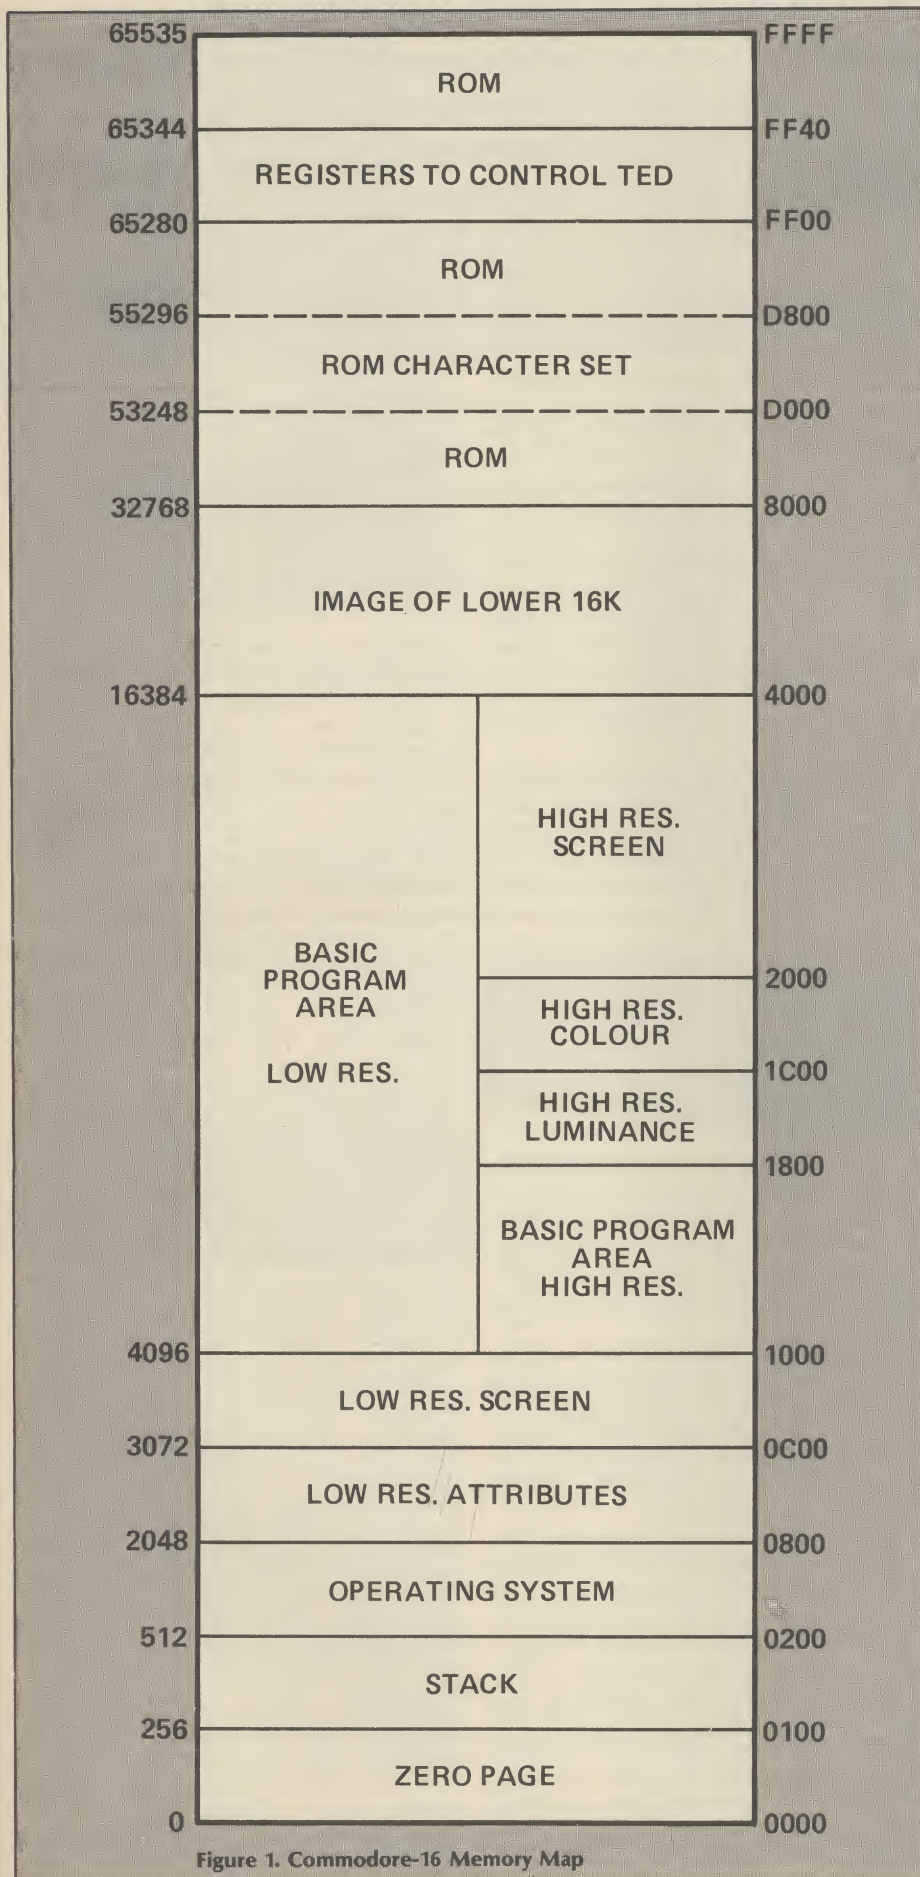 65535 FFFF
ROM
65344 FF40
REGISTERS TO CONTROL TED
65280 FF00
ROM
55296 D800
ROM CHARACTER SET
53248 D000
ROM
32768 8000
IMAGE OF LOWER 16K
16384 4000
HIGH RES.
SCREEN
BASIC
PROGRAM
AREA
LOW RES.
2000
HIGH RES.
COLOUR
1C00
HIGH RES.
LUMINANCE
1800
BASIC PROGRAM
AREA
HIGH RES.
4096 1000
LOW RES. SCREEN
3072 0C00
LOW RES. ATTRIBUTES
2048 0800
OPERATING SYSTEM
512 0200
STACK
256 0100
ZERO PAGE
0 0000
Figure 1. Commodore-16 Memory Map